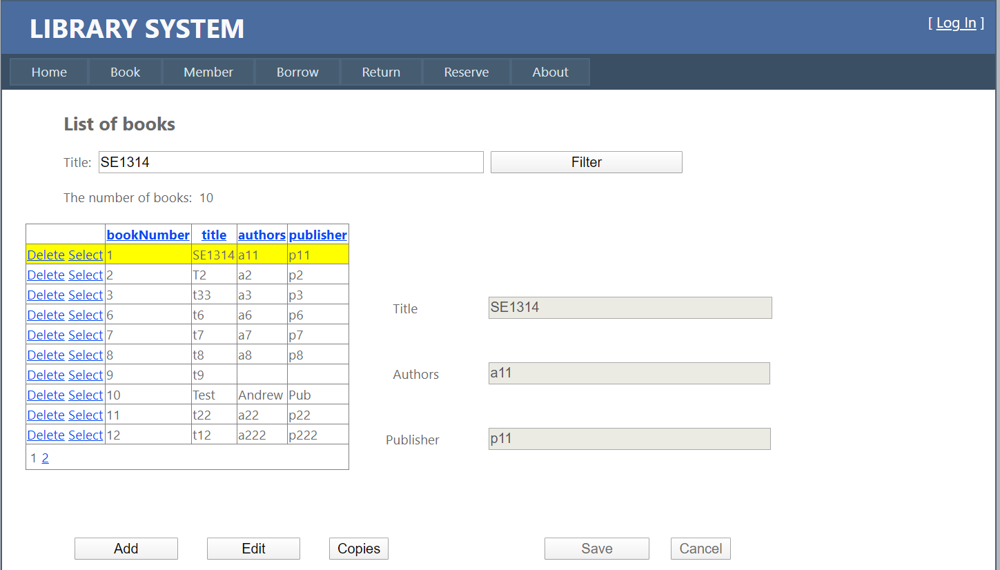 LIBRARY SYSTEM
[ Log In ]
Home Book Member Borrow Return Reserve About
List of books
Title: SE1314 Filter
The number of books: 10
bookNumber title authors publisher
Delete Select 1 SE1314 a11 p11
Delete Select 2 T2 a2 p2
Delete Select 3 t33 a3 p3
Delete Select 6 t6 a6 p6
Delete Select 7 t7 a7 p7
Delete Select 8 t8 a8 p8
Delete Select 9 t9
Delete Select 10 Test Andrew Pub
Delete Select 11 t22 a22 p22
Delete Select 12 t12 a222 p222
1 2
Title SE1314
Authors a11
Publisher p11
Add Edit Copies Save Cancel